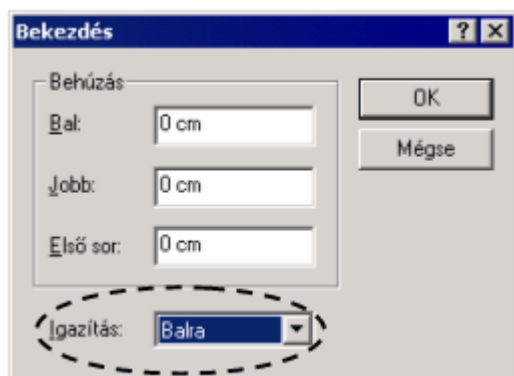 Bekezdés
Behúzás
Bal: 0 cm
Jobb: 0 cm
Első sor: 0 cm
Igazítás: Balra
OK
Mégse